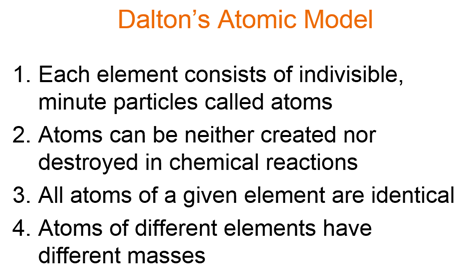 Dalton’s Atomic Model
1. Each element consists of indivisible,
minute particles called atoms
2. Atoms can be neither created nor
destroyed in chemical reactions
3. All atoms of a given element are identical
4. Atoms of different elements have
different masses